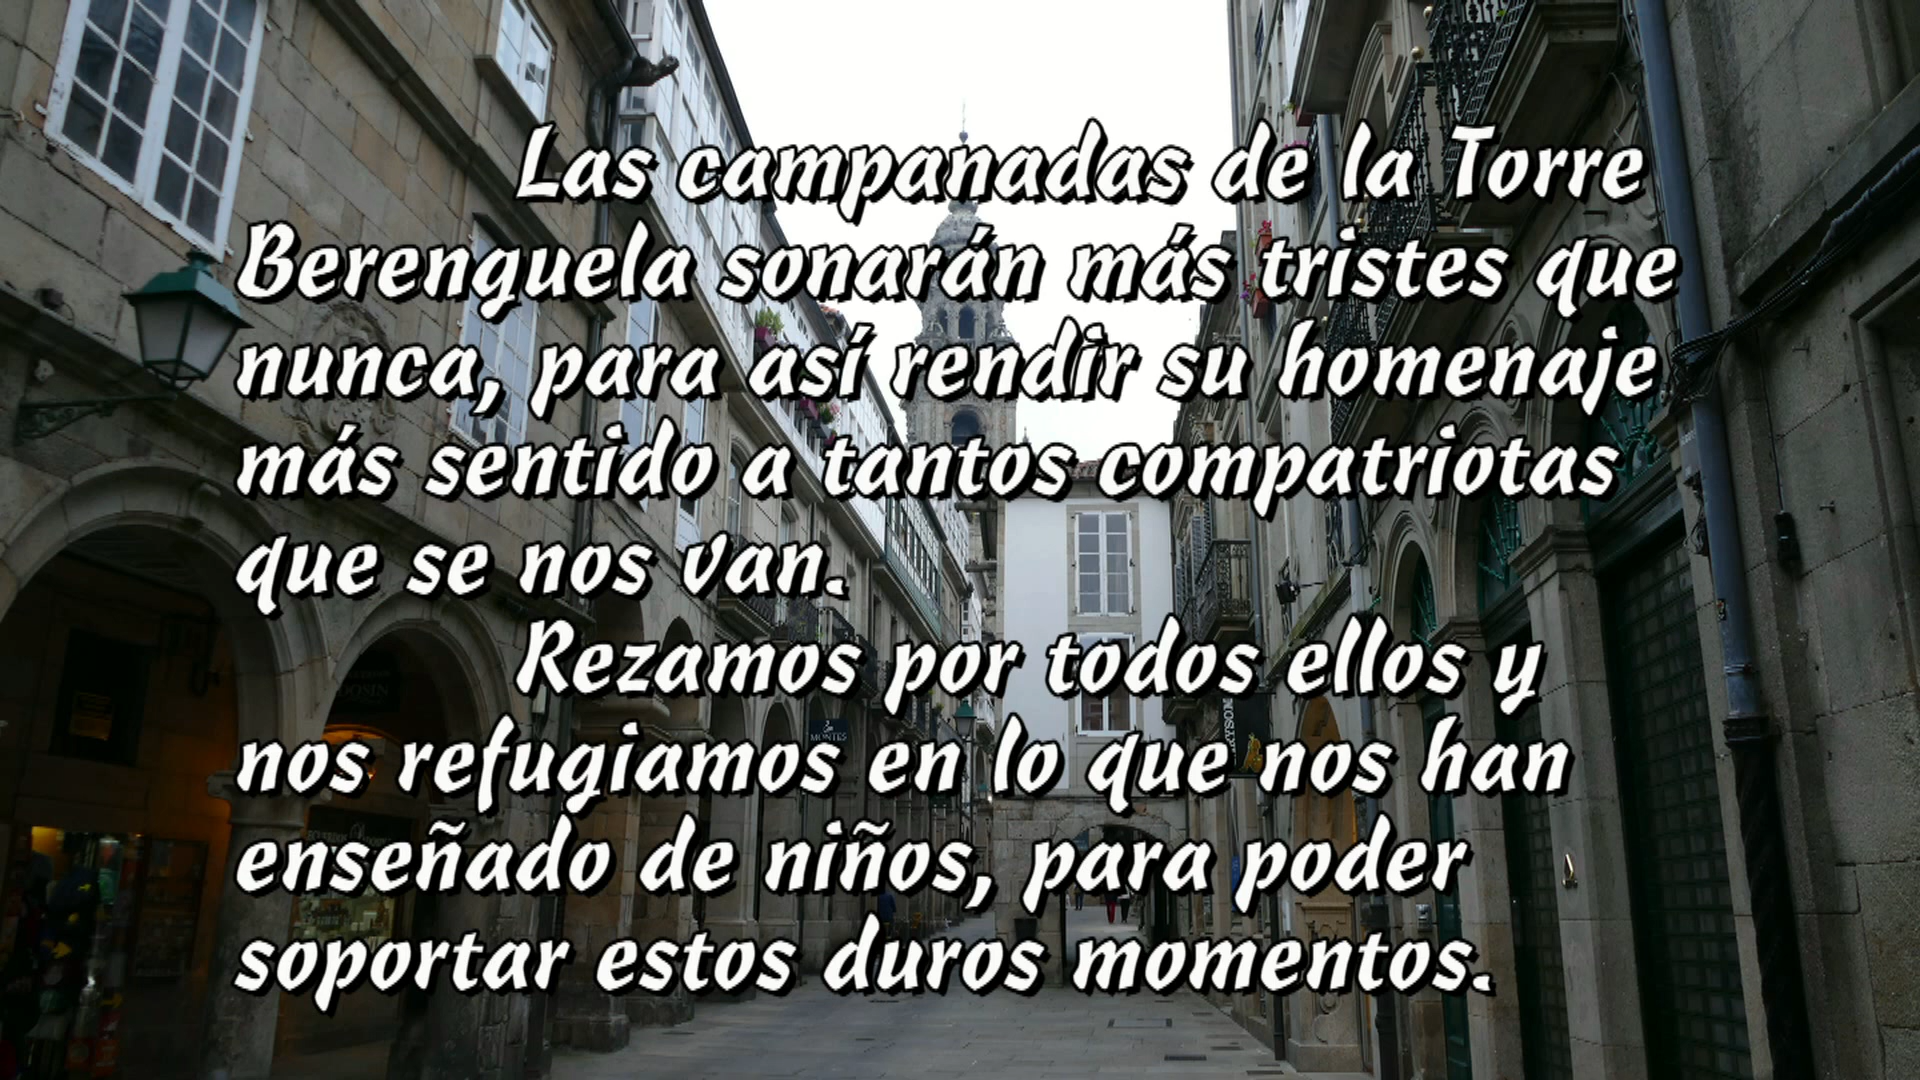 Las campanadas de la Torre
Berenguela sonarán más tristes que
nunca, para así rendir su homenaje
más sentido a tantos compatriotas
que se nos van.
Rezamos por todos ellos y
nos refugiamos en lo que nos han
enseñado de niños, para poder
soportar estos duros momentos.
DOSIN
MONTES